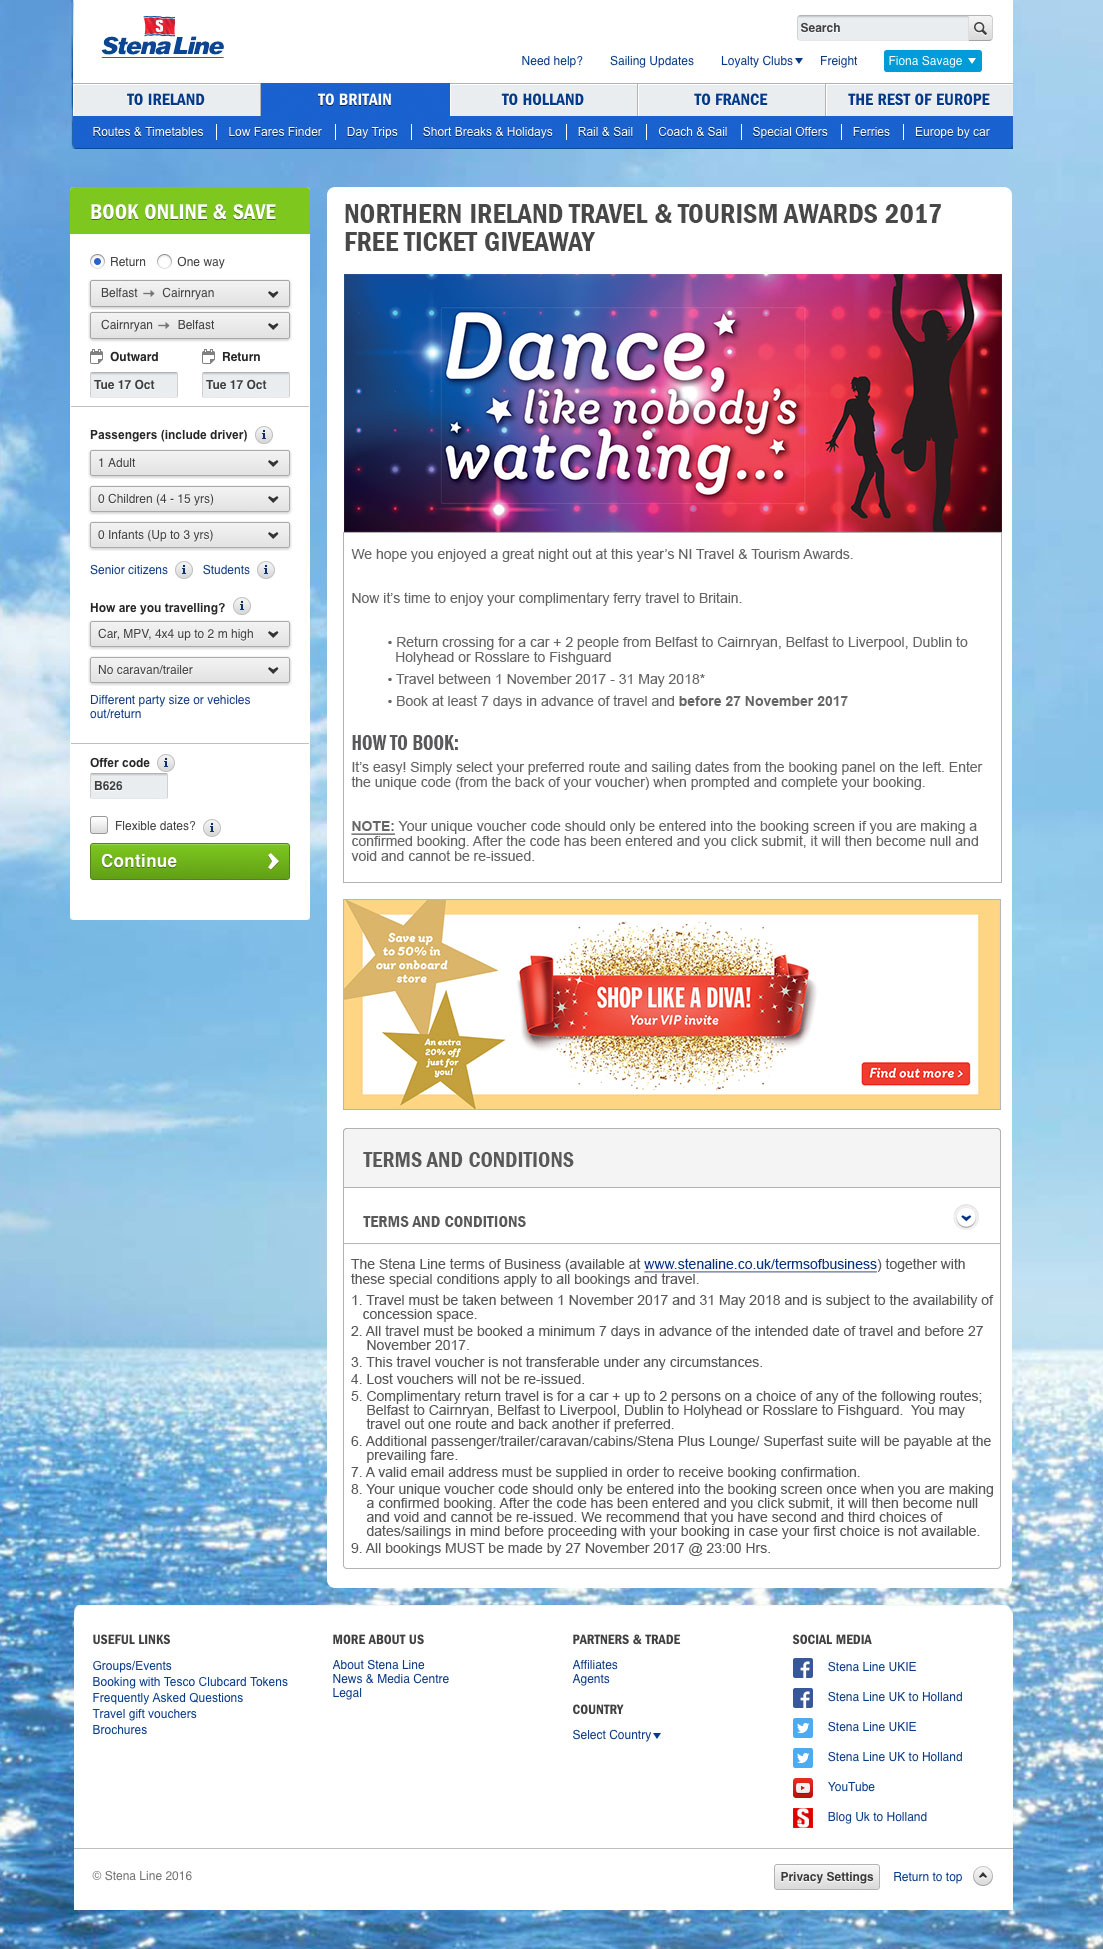 S
Stena Line
Search
Need help? Sailing Updates Loyalty Clubs Freight Fiona Savage
TO IRELAND TO BRITAIN TO HOLLAND TO FRANCE THE REST OF EUROPE
Routes & Timetables Low Fares Finder Day Trips Short Breaks & Holidays Rail & Sail Coach & Sail Special Offers Ferries Europe by car
BOOK ONLINE & SAVE
Return One way
Belfast → Cairnryan
Cairnryan → Belfast
Outward Return
Tue 17 Oct Tue 17 Oct
Passengers (include driver) i
1 Adult
0 Children (4 - 15 yrs)
0 Infants (Up to 3 yrs)
Senior citizens i Students i
How are you travelling? i
Car, MPV, 4x4 up to 2 m high
No caravan/trailer
Different party size or vehicles
out/return
Offer code i
B626
Flexible dates? i
Continue
NORTHERN IRELAND TRAVEL & TOURISM AWARDS 2017
FREE TICKET GIVEAWAY
Dance,
like nobody's
watching...
We hope you enjoyed a great night out at this year's NI Travel & Tourism Awards.
Now it's time to enjoy your complimentary ferry travel to Britain.
• Return crossing for a car + 2 people from Belfast to Cairnryan, Belfast to Liverpool, Dublin to
Holyhead or Rosslare to Fishguard
• Travel between 1 November 2017 - 31 May 2018*
• Book at least 7 days in advance of travel and before 27 November 2017
HOW TO BOOK:
It's easy! Simply select your preferred route and sailing dates from the booking panel on the left. Enter
the unique code (from the back of your voucher) when prompted and complete your booking.
NOTE: Your unique voucher code should only be entered into the booking screen if you are making a
confirmed booking. After the code has been entered and you click submit, it will then become null and
void and cannot be re-issued.
Save up
to 50% in
our onboard
store
An extra
20% off
just for
you!
SHOP LIKE A DIVA!
Your VIP invite
Find out more >
TERMS AND CONDITIONS
TERMS AND CONDITIONS
The Stena Line terms of Business (available at www.stenaline.co.uk/termsofbusiness) together with
these special conditions apply to all bookings and travel.
1. Travel must be taken between 1 November 2017 and 31 May 2018 and is subject to the availability of
concession space.
2. All travel must be booked a minimum 7 days in advance of the intended date of travel and before 27
November 2017.
3. This travel voucher is not transferable under any circumstances.
4. Lost vouchers will not be re-issued.
5. Complimentary return travel is for a car + up to 2 persons on a choice of any of the following routes;
Belfast to Cairnryan, Belfast to Liverpool, Dublin to Holyhead or Rosslare to Fishguard. You may
travel out one route and back another if preferred.
6. Additional passenger/trailer/caravan/cabins/Stena Plus Lounge/ Superfast suite will be payable at the
prevailing fare.
7. A valid email address must be supplied in order to receive booking confirmation.
8. Your unique voucher code should only be entered into the booking screen once when you are making
a confirmed booking. After the code has been entered and you click submit, it will then become null
and void and cannot be re-issued. We recommend that you have second and third choices of
dates/sailings in mind before proceeding with your booking in case your first choice is not available.
9. All bookings MUST be made by 27 November 2017 @ 23:00 Hrs.
USEFUL LINKS
Groups/Events
Booking with Tesco Clubcard Tokens
Frequently Asked Questions
Travel gift vouchers
Brochures
MORE ABOUT US
About Stena Line
News & Media Centre
Legal
PARTNERS & TRADE
Affiliates
Agents
COUNTRY
Select Country
SOCIAL MEDIA
Stena Line UKIE
Stena Line UK to Holland
Stena Line UKIE
Stena Line UK to Holland
YouTube
S Blog Uk to Holland
© Stena Line 2016
Privacy Settings Return to top